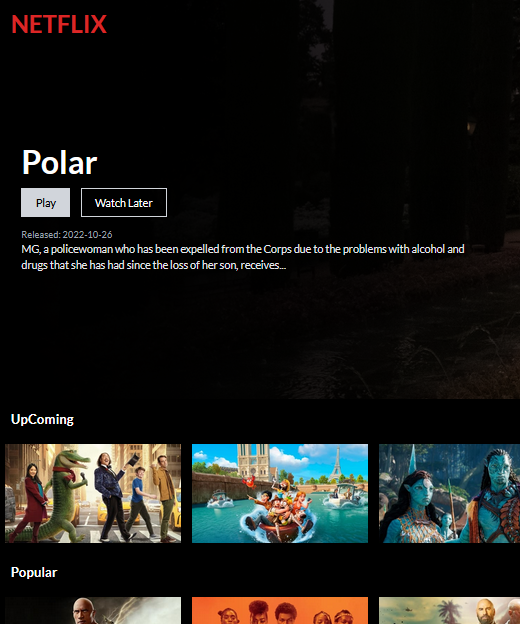 NETFLIX
Polar
Play
Watch Later
Released: 2022-10-26
MG, a policewoman who has been expelled from the Corps due to the problems with alcohol and
drugs that she has had since the loss of her son, receives...
UpComing
Popular